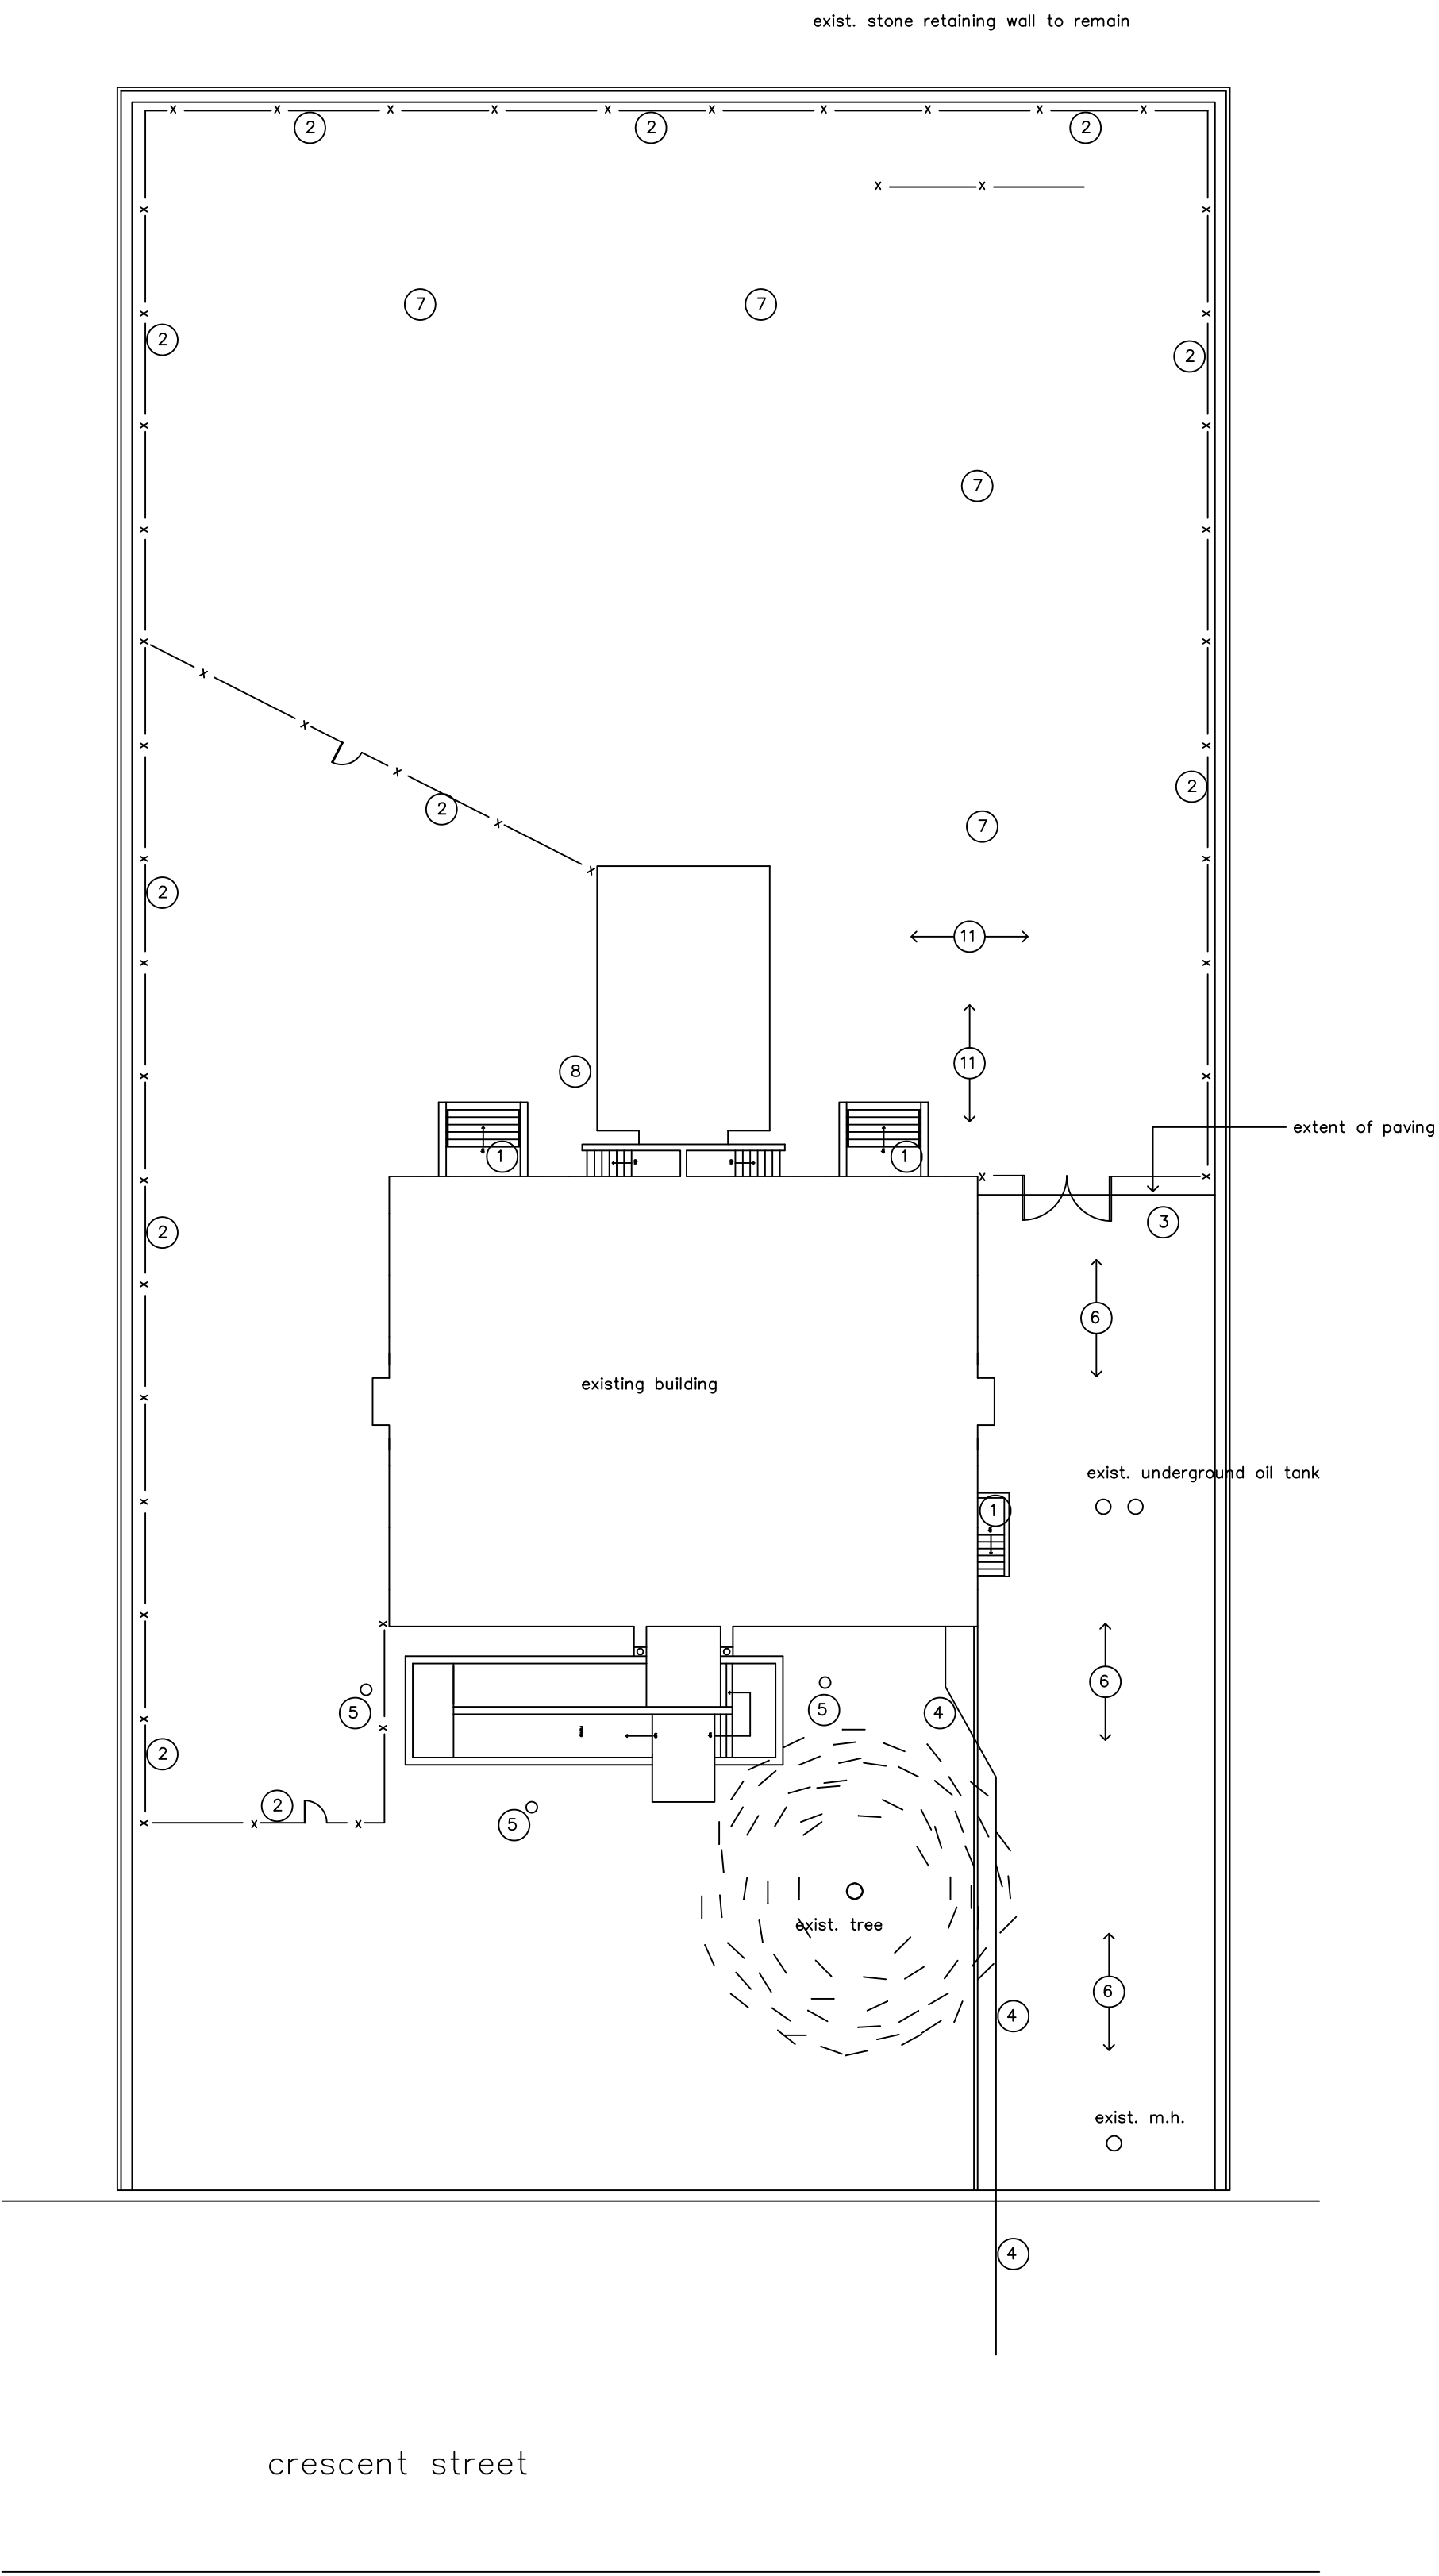 exist. stone retaining wall to remain
2 2 2
7 7
2 2
7
2
2 7
2
11
11
8
extent of paving
1 1
3
2
6
existing building
exist. underground oil tank
1
6
5 5 4
2
2
5
exist. tree
6
4
exist. m.h.
4
crescent street